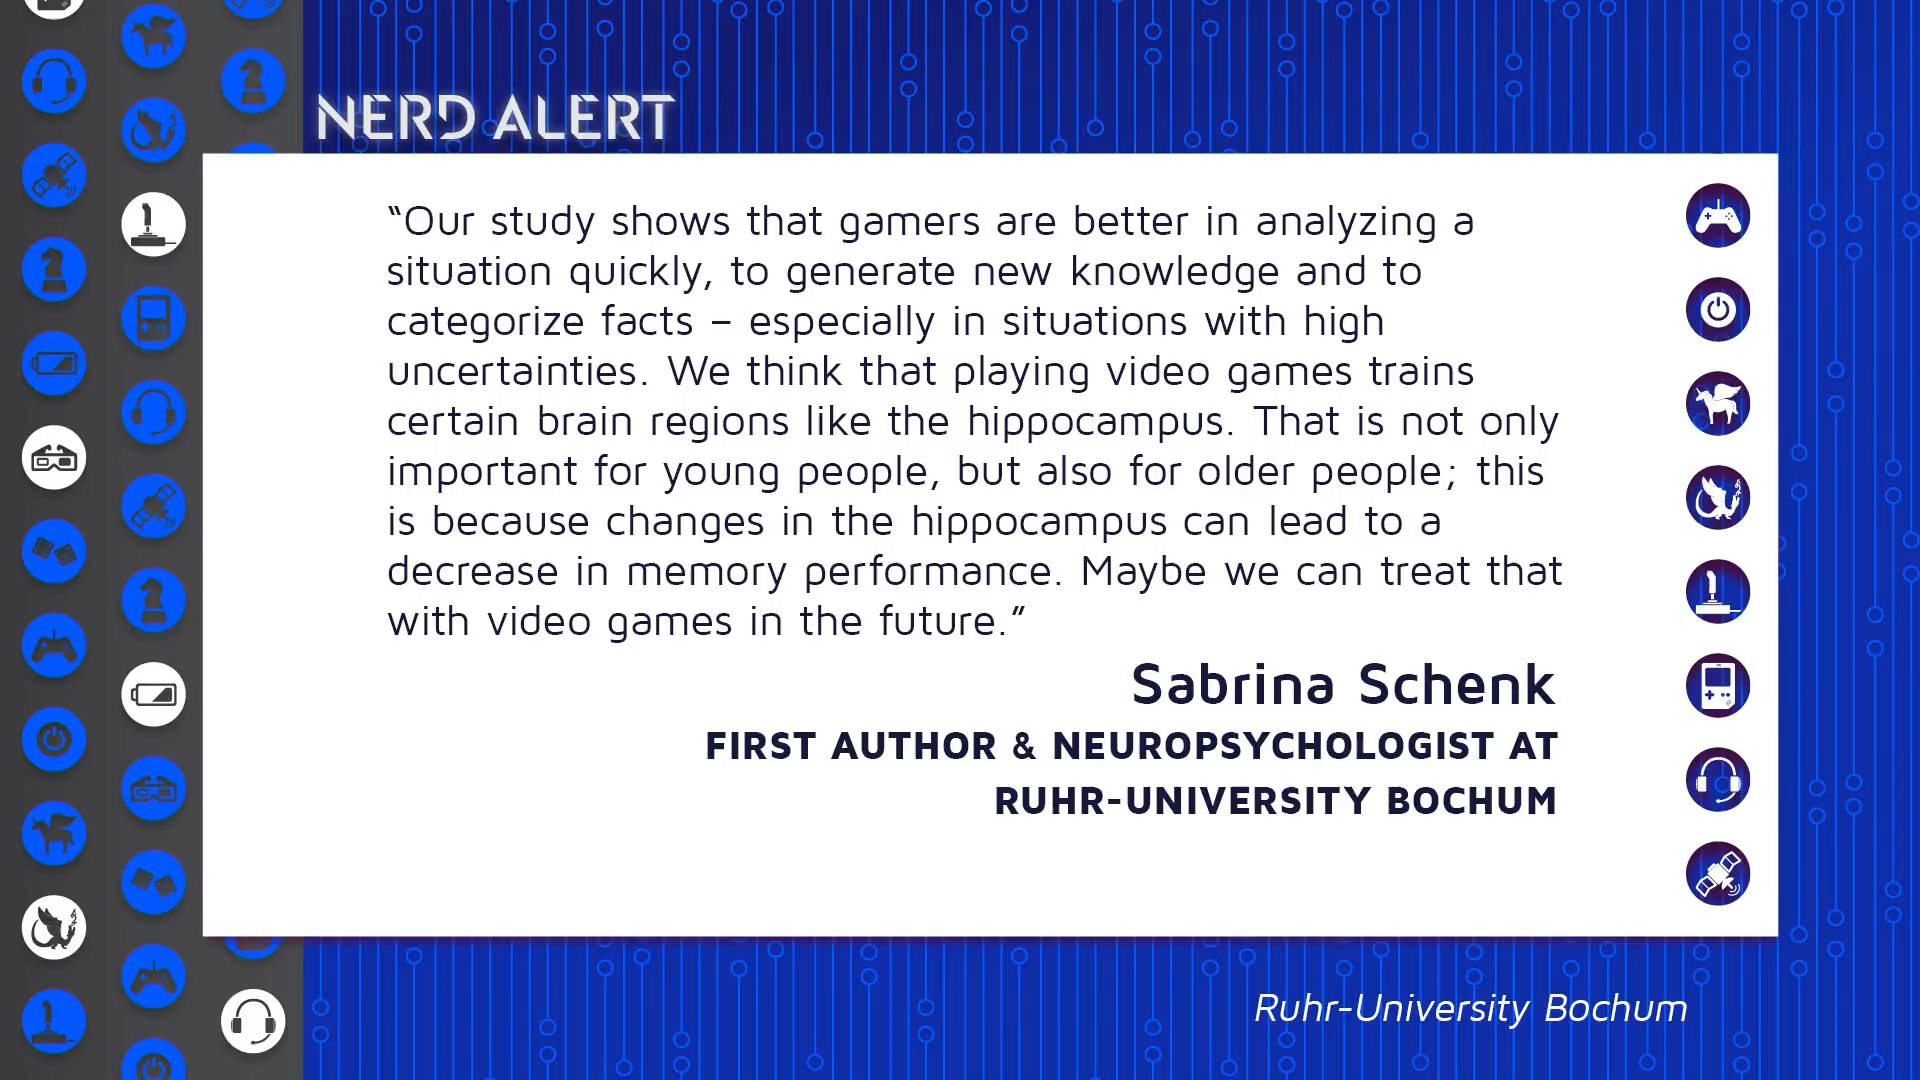 NERD ALERT
“Our study shows that gamers are better in analyzing a
situation quickly, to generate new knowledge and to
categorize facts – especially in situations with high
uncertainties. We think that playing video games trains
certain brain regions like the hippocampus. That is not only
important for young people, but also for older people; this
is because changes in the hippocampus can lead to a
decrease in memory performance. Maybe we can treat that
with video games in the future.”
Sabrina Schenk
FIRST AUTHOR & NEUROPSYCHOLOGIST AT
RUHR-UNIVERSITY BOCHUM
Ruhr-University Bochum